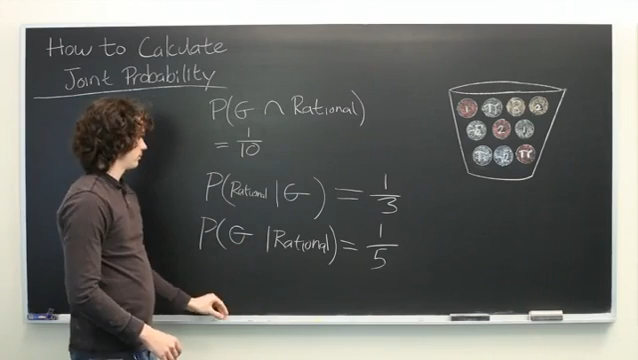 How to Calculate
Joint Probability
P(G ∩ Rational)
= 1/10
P(Rational | G) = 1/3
P(G | Rational) = 1/5